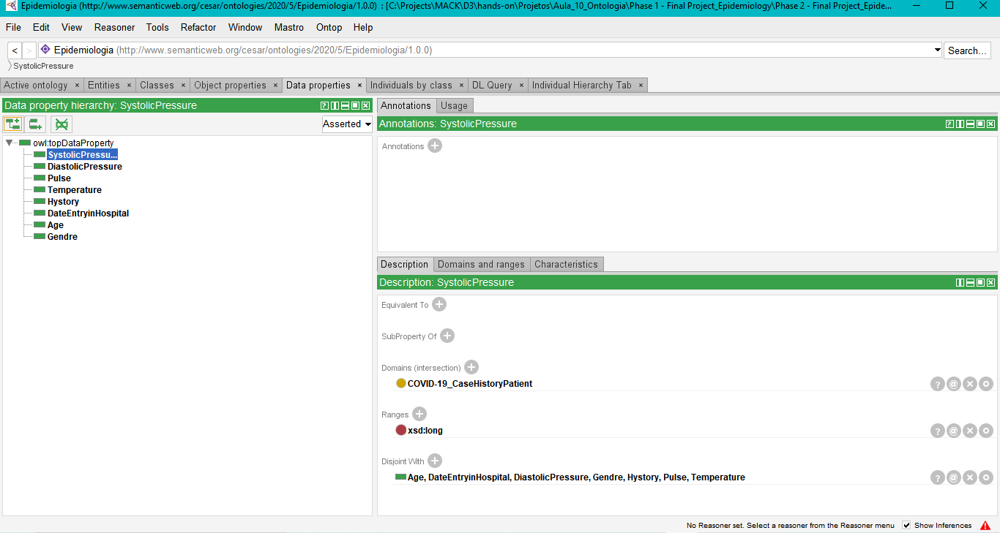 Epidemiologia (http://www.semanticweb.org/cesar/ontologies/2020/5/Epidemiologia/1.0.0) : [C:\Projects\MACK\D3\hands-on\Projetos\Aula_10_Ontologia\Phase 1 - Final Project_Epidemiology\Phase 2 - Final Project_Epide...
File Edit View Reasoner Tools Refactor Window Mastro Ontop Help
< > Epidemiologia (http://www.semanticweb.org/cesar/ontologies/2020/5/Epidemiologia/1.0.0) Search...
SystolicPressure
Active ontology × Entities × Classes × Object properties × Data properties × Individuals by class × DL Query × Individual Hierarchy Tab ×
Data property hierarchy: SystolicPressure
Asserted
owl:topDataProperty
SystolicPressu...
DiastolicPressure
Pulse
Temperature
Hystory
DateEntryinHospital
Age
Gendre
Annotations Usage
Annotations: SystolicPressure
Annotations
Description Domains and ranges Characteristics
Description: SystolicPressure
Equivalent To
SubProperty Of
Domains (intersection)
COVID-19_CaseHistoryPatient
Ranges
xsd:long
Disjoint With
Age, DateEntryinHospital, DiastolicPressure, Gendre, Hystory, Pulse, Temperature
No Reasoner set. Select a reasoner from the Reasoner menu Show Inferences